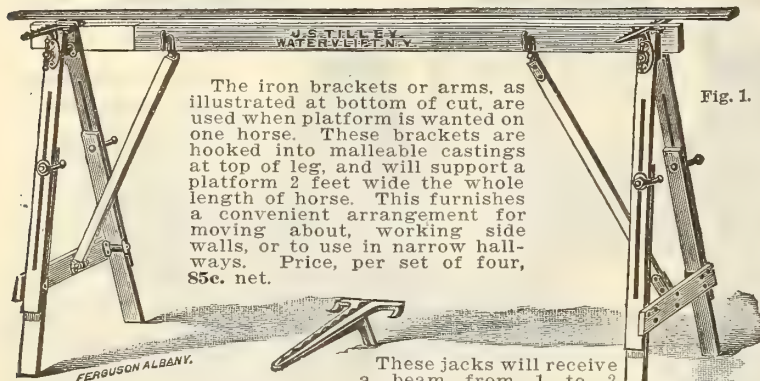 J.S. TILLEY.
WATERVLIET. N.Y.
The iron brackets or arms, as
illustrated at bottom of cut, are
used when platform is wanted on
one horse. These brackets are
hooked into malleable castings
at top of leg, and will support a
platform 2 feet wide the whole
length of horse. This furnishes
a convenient arrangement for
moving about, working side
walls, or to use in narrow hall-
ways. Price, per set of four,
85c. net.
Fig. 1.
FERGUSON ALBANY.
These jacks will receive
a beam from 1 to 2